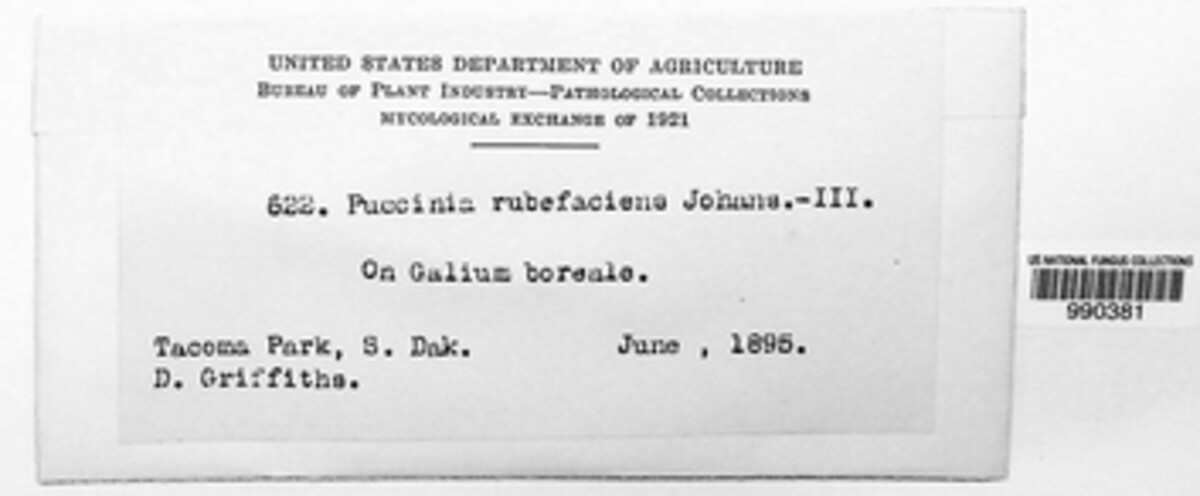 UNITED STATES DEPARTMENT OF AGRICULTURE
BUREAU OF PLANT INDUSTRY—PATHOLOGICAL COLLECTIONS
MYCOLOGICAL EXCHANGE OF 1921
622. Puccinia rubefaciens Johans.-III.
On Galium boreale.
Tacoma Park, S. Dak. June , 1895.
D. Griffiths.
US NATIONAL FUNGUS COLLECTIONS
990381